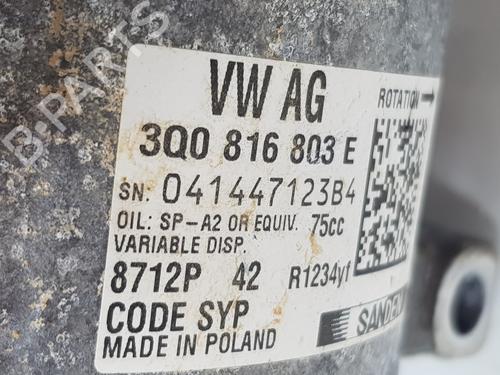 B-PARTS
VW AG
ROTATION
3Q0 816 803 E
SN. 041447123B4
OIL: SP-A2 OR EQUIV. 75cc
VARIABLE DISP.
8712P 42 R1234yf
CODE SYP
MADE IN POLAND